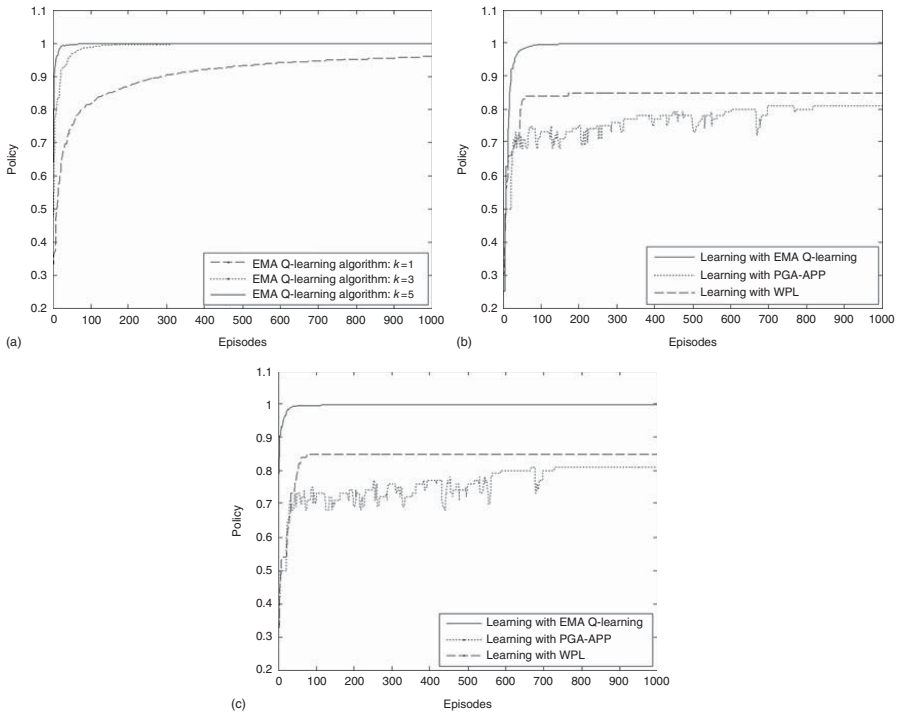 1.1
1
0.9
0.8
0.7
0.6
0.5
0.4
0.3
0.2
Policy
EMA Q-learning algorithm: k=1
EMA Q-learning algorithm: k=3
EMA Q-learning algorithm: k=5
0 100 200 300 400 500 600 700 800 900 1000
(a) Episodes
1.1
1
0.9
0.8
0.7
0.6
0.5
0.4
0.3
0.2
Policy
Learning with EMA Q-learning
Learning with PGA-APP
Learning with WPL
0 100 200 300 400 500 600 700 800 900 1000
(b) Episodes
1.1
1
0.9
0.8
0.7
0.6
0.5
0.4
0.3
0.2
Policy
Learning with EMA Q-learning
Learning with PGA-APP
Learning with WPL
0 100 200 300 400 500 600 700 800 900 1000
(c) Episodes